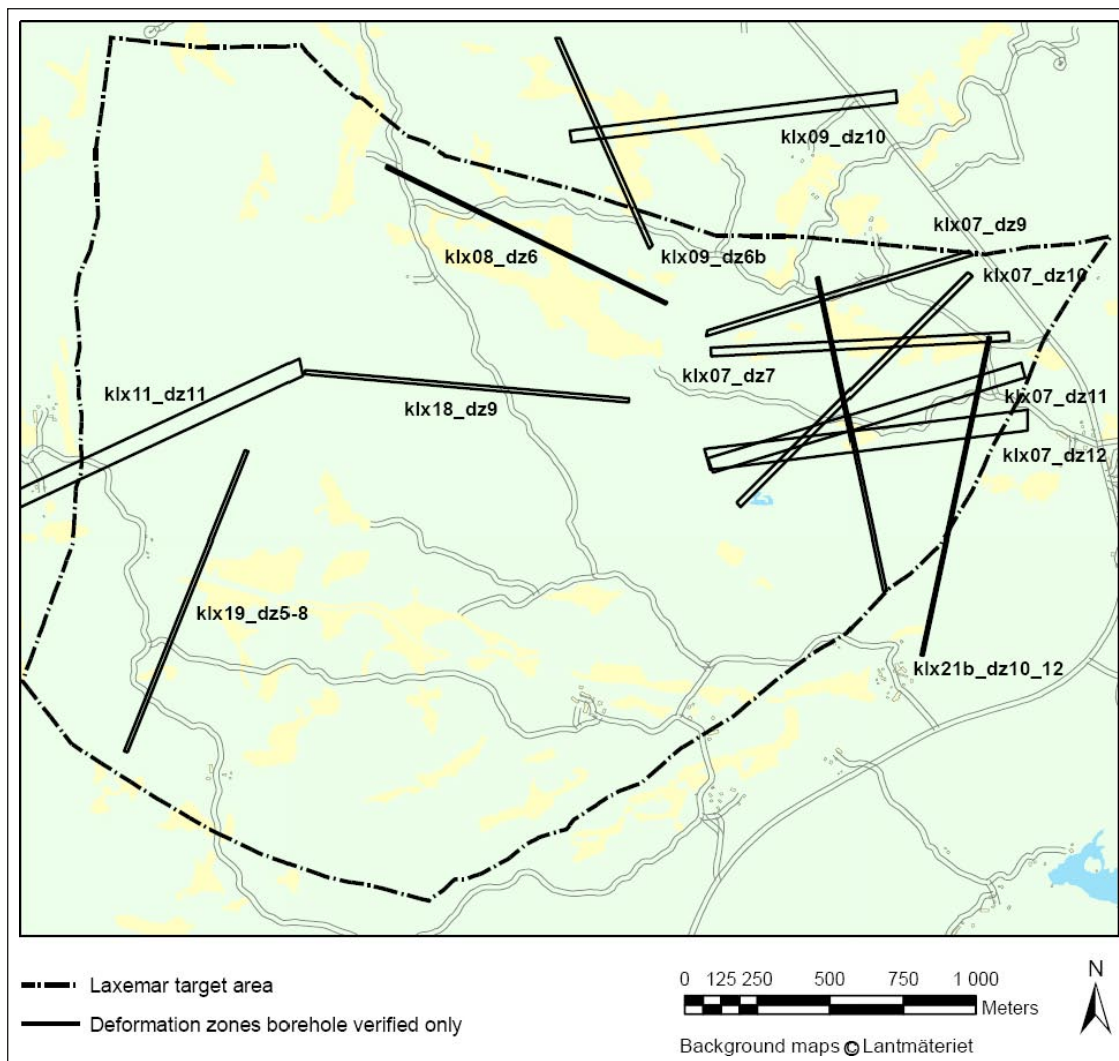 klx09_dz10
klx07_dz9
klx08_dz6
klx09_dz6b
klx07_dz10
klx07_dz7
klx11_dz11
klx18_dz9
klx07_dz11
klx07_dz12
klx19_dz5-8
klx21b_dz10_12
Laxemar target area
Deformation zones borehole verified only
0 125 250 500 750 1 000
Meters
N
Background maps © Lantmäteriet